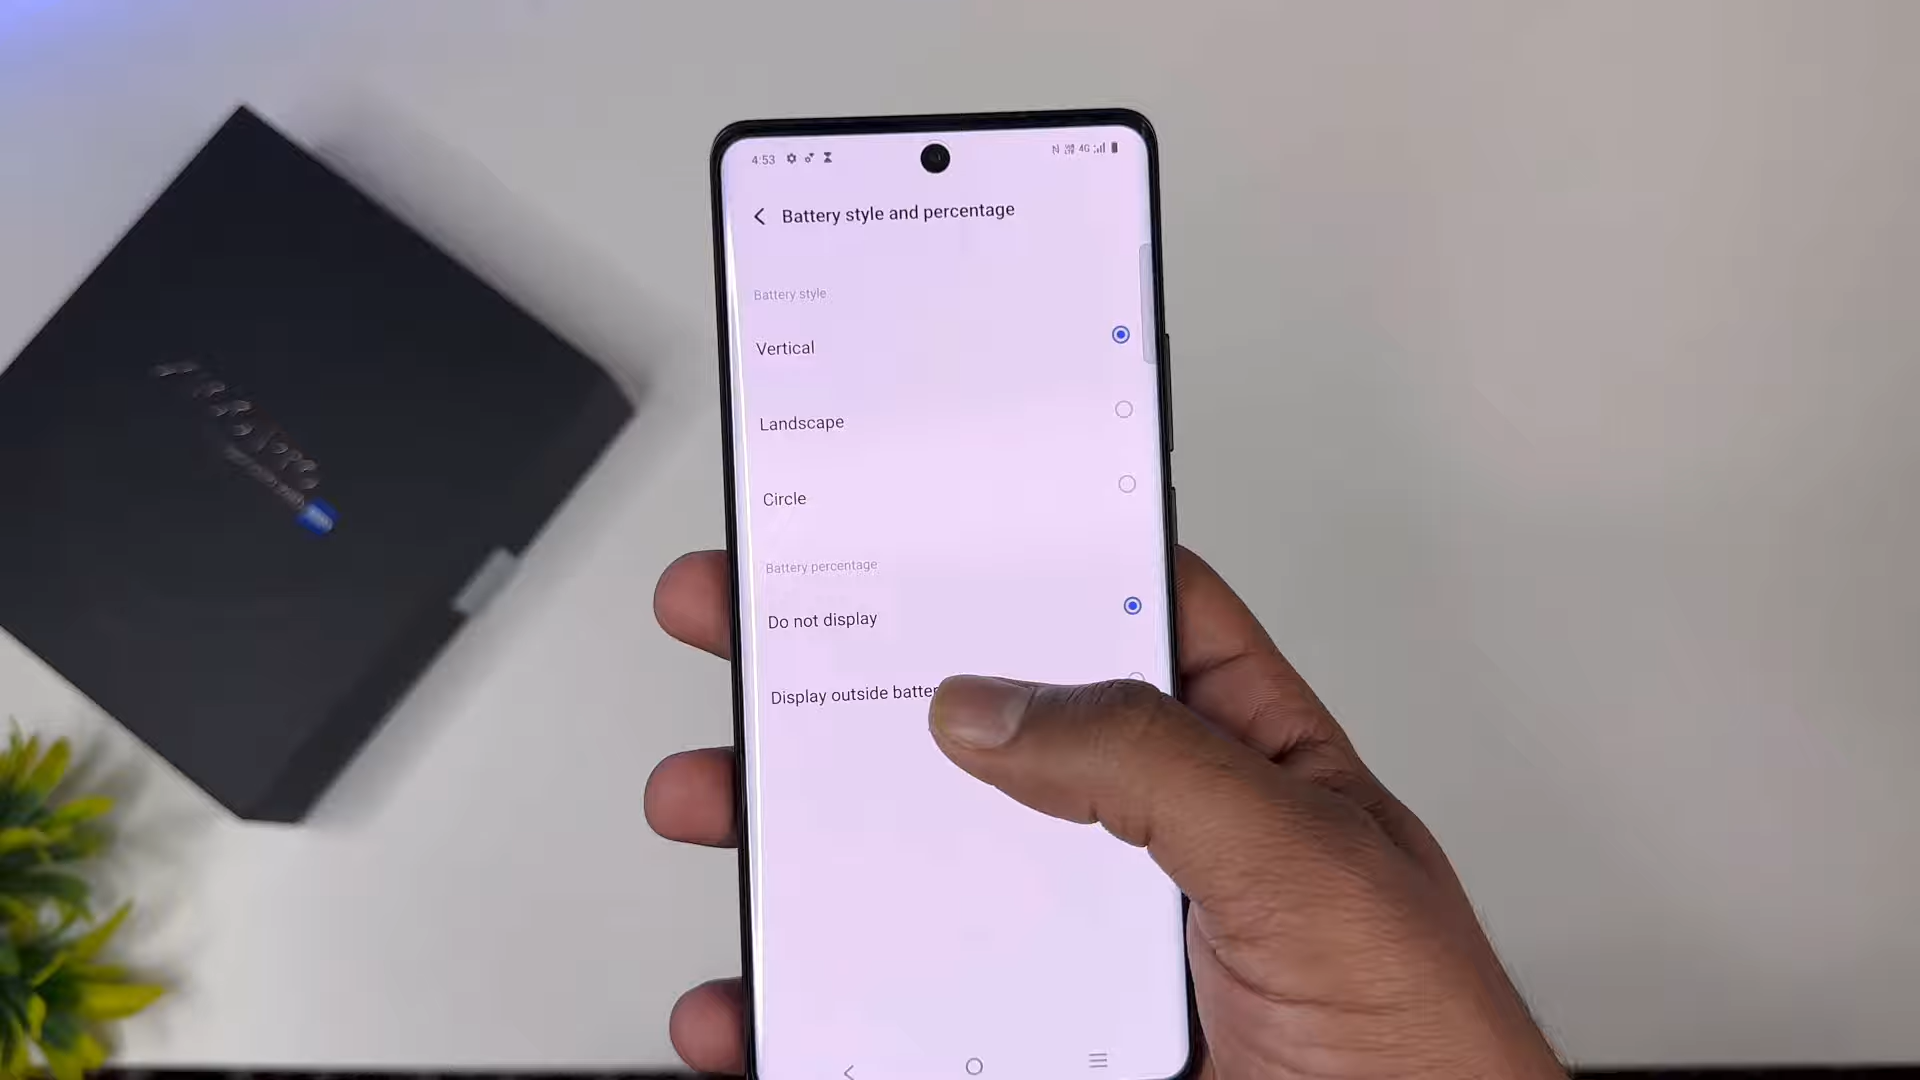 4:53
4G
Battery style and percentage
Battery style
Vertical
Landscape
Circle
Battery percentage
Do not display
Display outside batter